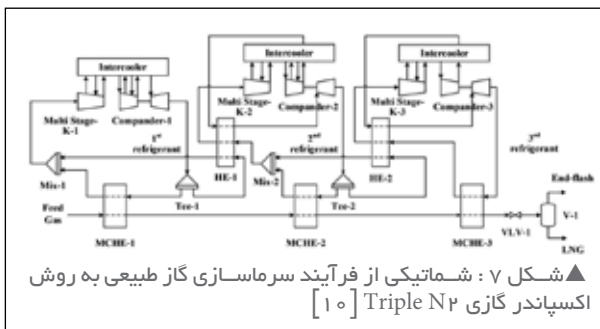 Intercooler
Intercooler
Intercooler
Multi Stage-
K-1
Compander-1
Multi Stage-
K-2
Compander-2
Multi Stage-
K-3
Compander-3
1st
refrigerant
2nd
refrigerant
3rd
refrigerant
HE-1
HE-2
Mix-1
Mix-2
Tee-1
Tee-2
End-flash
Feed
Gas
MCHE-1
MCHE-2
MCHE-3
VLV-1
V-1
LNG
▲شــکل ۷ : شــماتیکی از فرآیند سرماســازی گاز طبیعی به روش
اکسپاندر گازی Triple N۲ [۱۰]